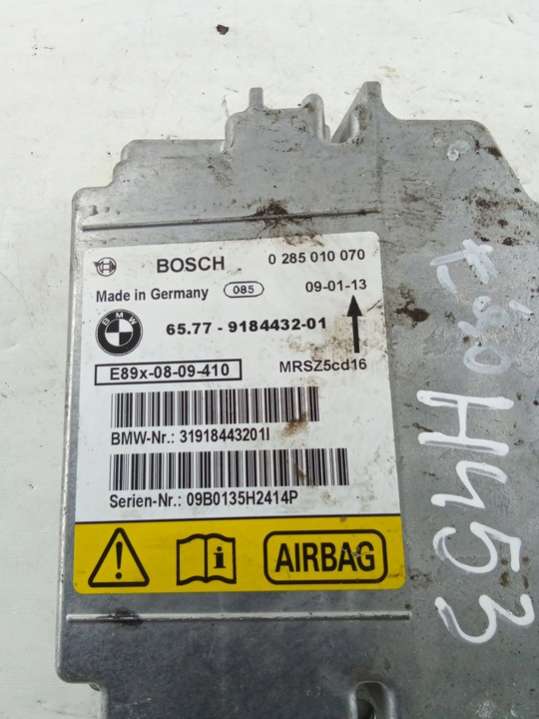 BOSCH 0 285 010 070
Made in Germany 085 09-01-13
BMW 65.77 - 9184432-01
E89x-08-09-410 MRSZ5cd16
BMW-Nr.: 31918443201I
Serien-Nr.: 09B0135H2414P
AIRBAG
E90 H453